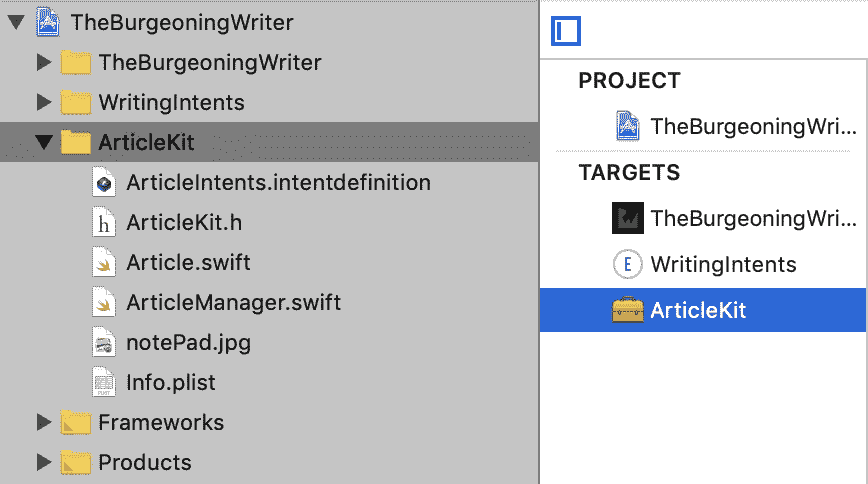 TheBurgeoningWriter
TheBurgeoningWriter
WritingIntents
ArticleKit
ArticleIntents.intentdefinition
h ArticleKit.h
Article.swift
ArticleManager.swift
notePad.jpg
Info.plist
Frameworks
Products
PROJECT
TheBurgeoningWri...
TARGETS
TheBurgeoningWri...
E WritingIntents
ArticleKit